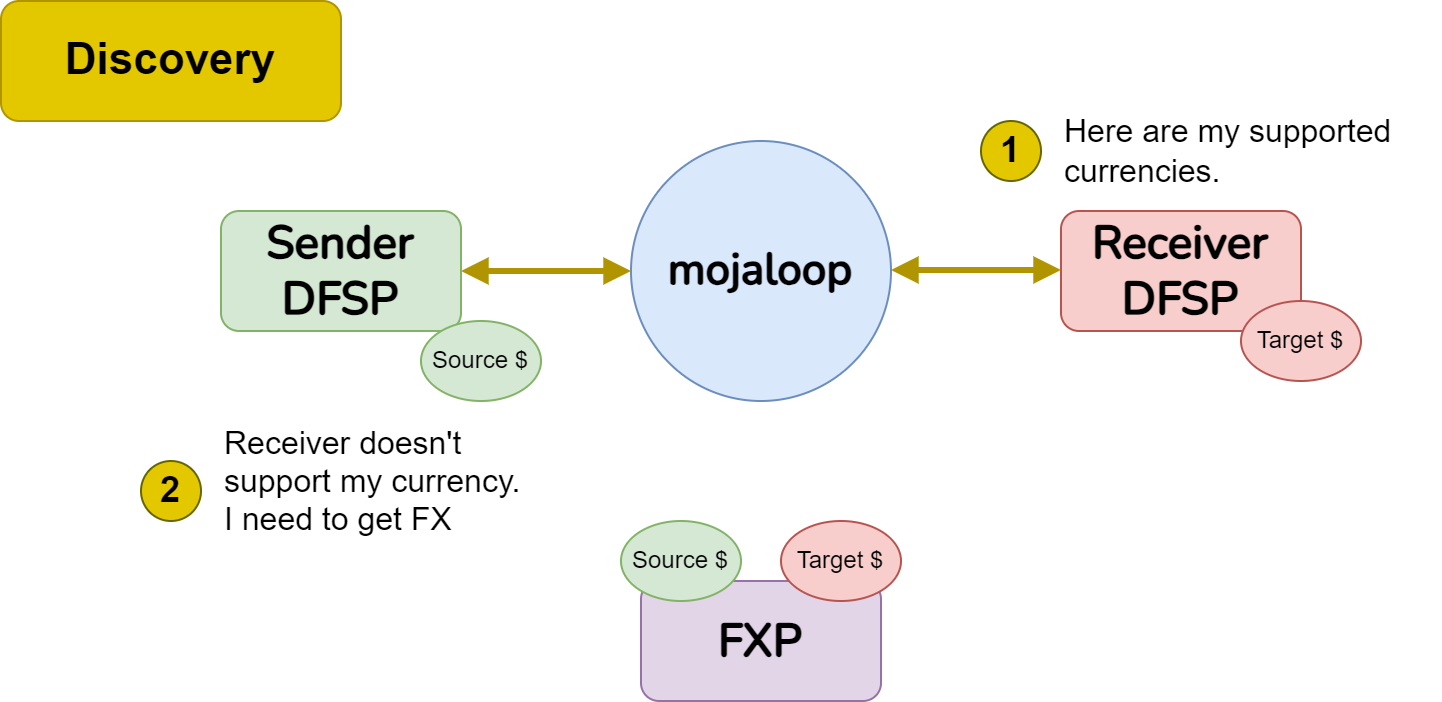 Discovery
1
Here are my supported
currencies.
Sender
DFSP
mojaloop
Receiver
DFSP
Source $
Target $
2
Receiver doesn't
support my currency.
I need to get FX
Source $
Target $
FXP